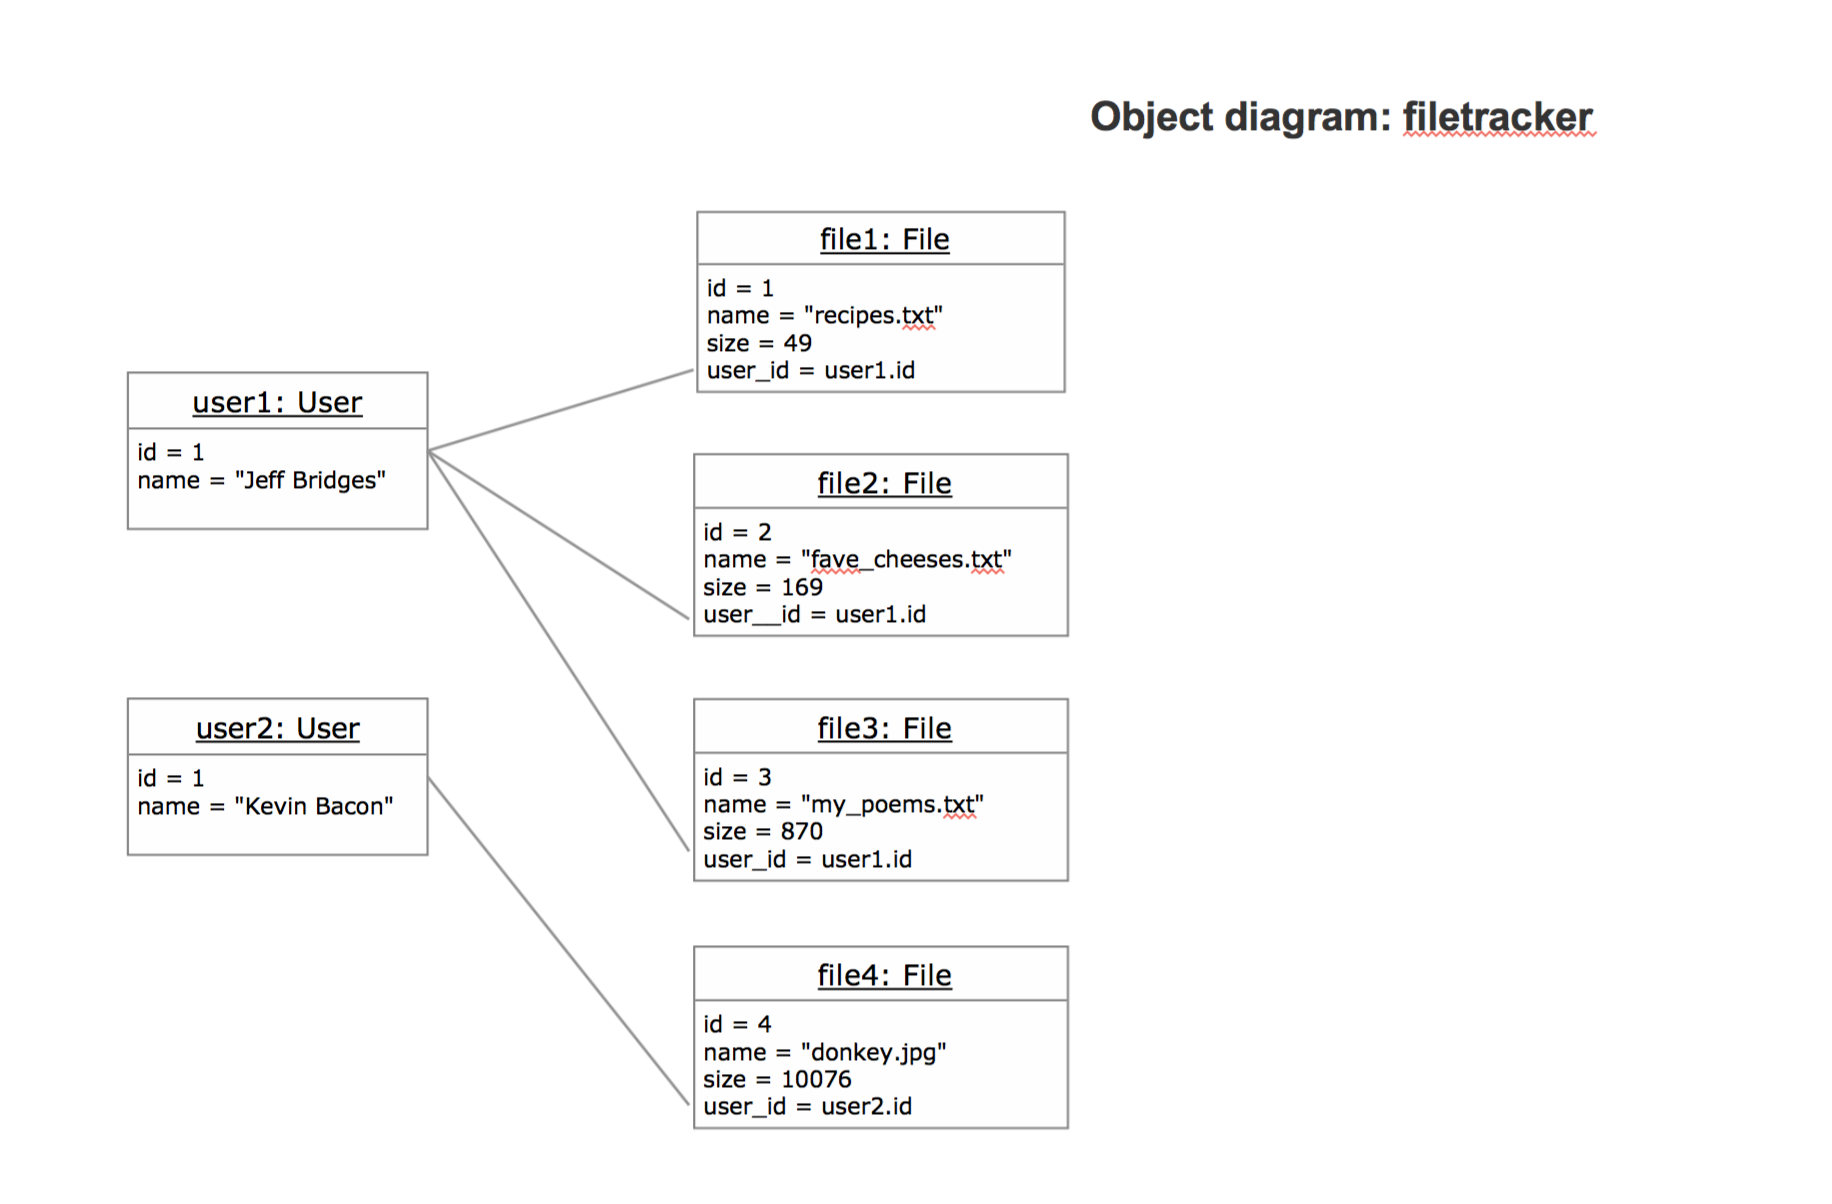 Object diagram: filetracker
file1: File
id = 1
name = "recipes.txt"
size = 49
user_id = user1.id
user1: User
id = 1
name = "Jeff Bridges"
file2: File
id = 2
name = "fave_cheeses.txt"
size = 169
user__id = user1.id
user2: User
id = 1
name = "Kevin Bacon"
file3: File
id = 3
name = "my_poems.txt"
size = 870
user_id = user1.id
file4: File
id = 4
name = "donkey.jpg"
size = 10076
user_id = user2.id